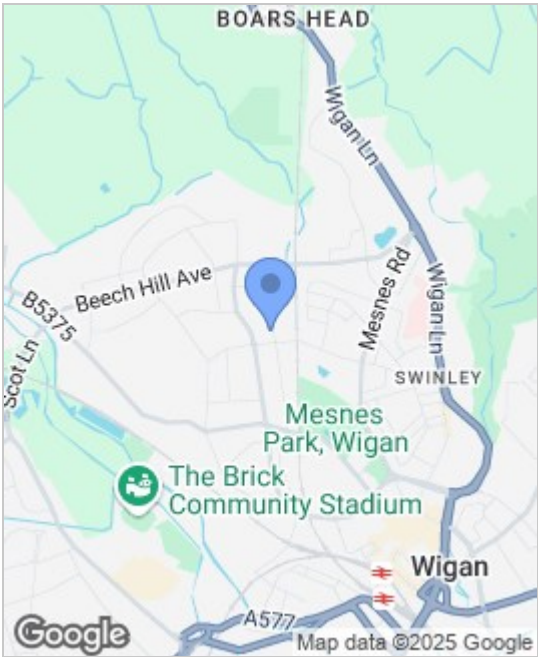 BOARS HEAD
Wigan Ln
Beech Hill Ave
B5375
Mesnes Rd
Wigan Ln
Scot Ln
SWINLEY
Mesnes
Park, Wigan
The Brick
Community Stadium
Wigan
A577
Google
Map data ©2025 Google